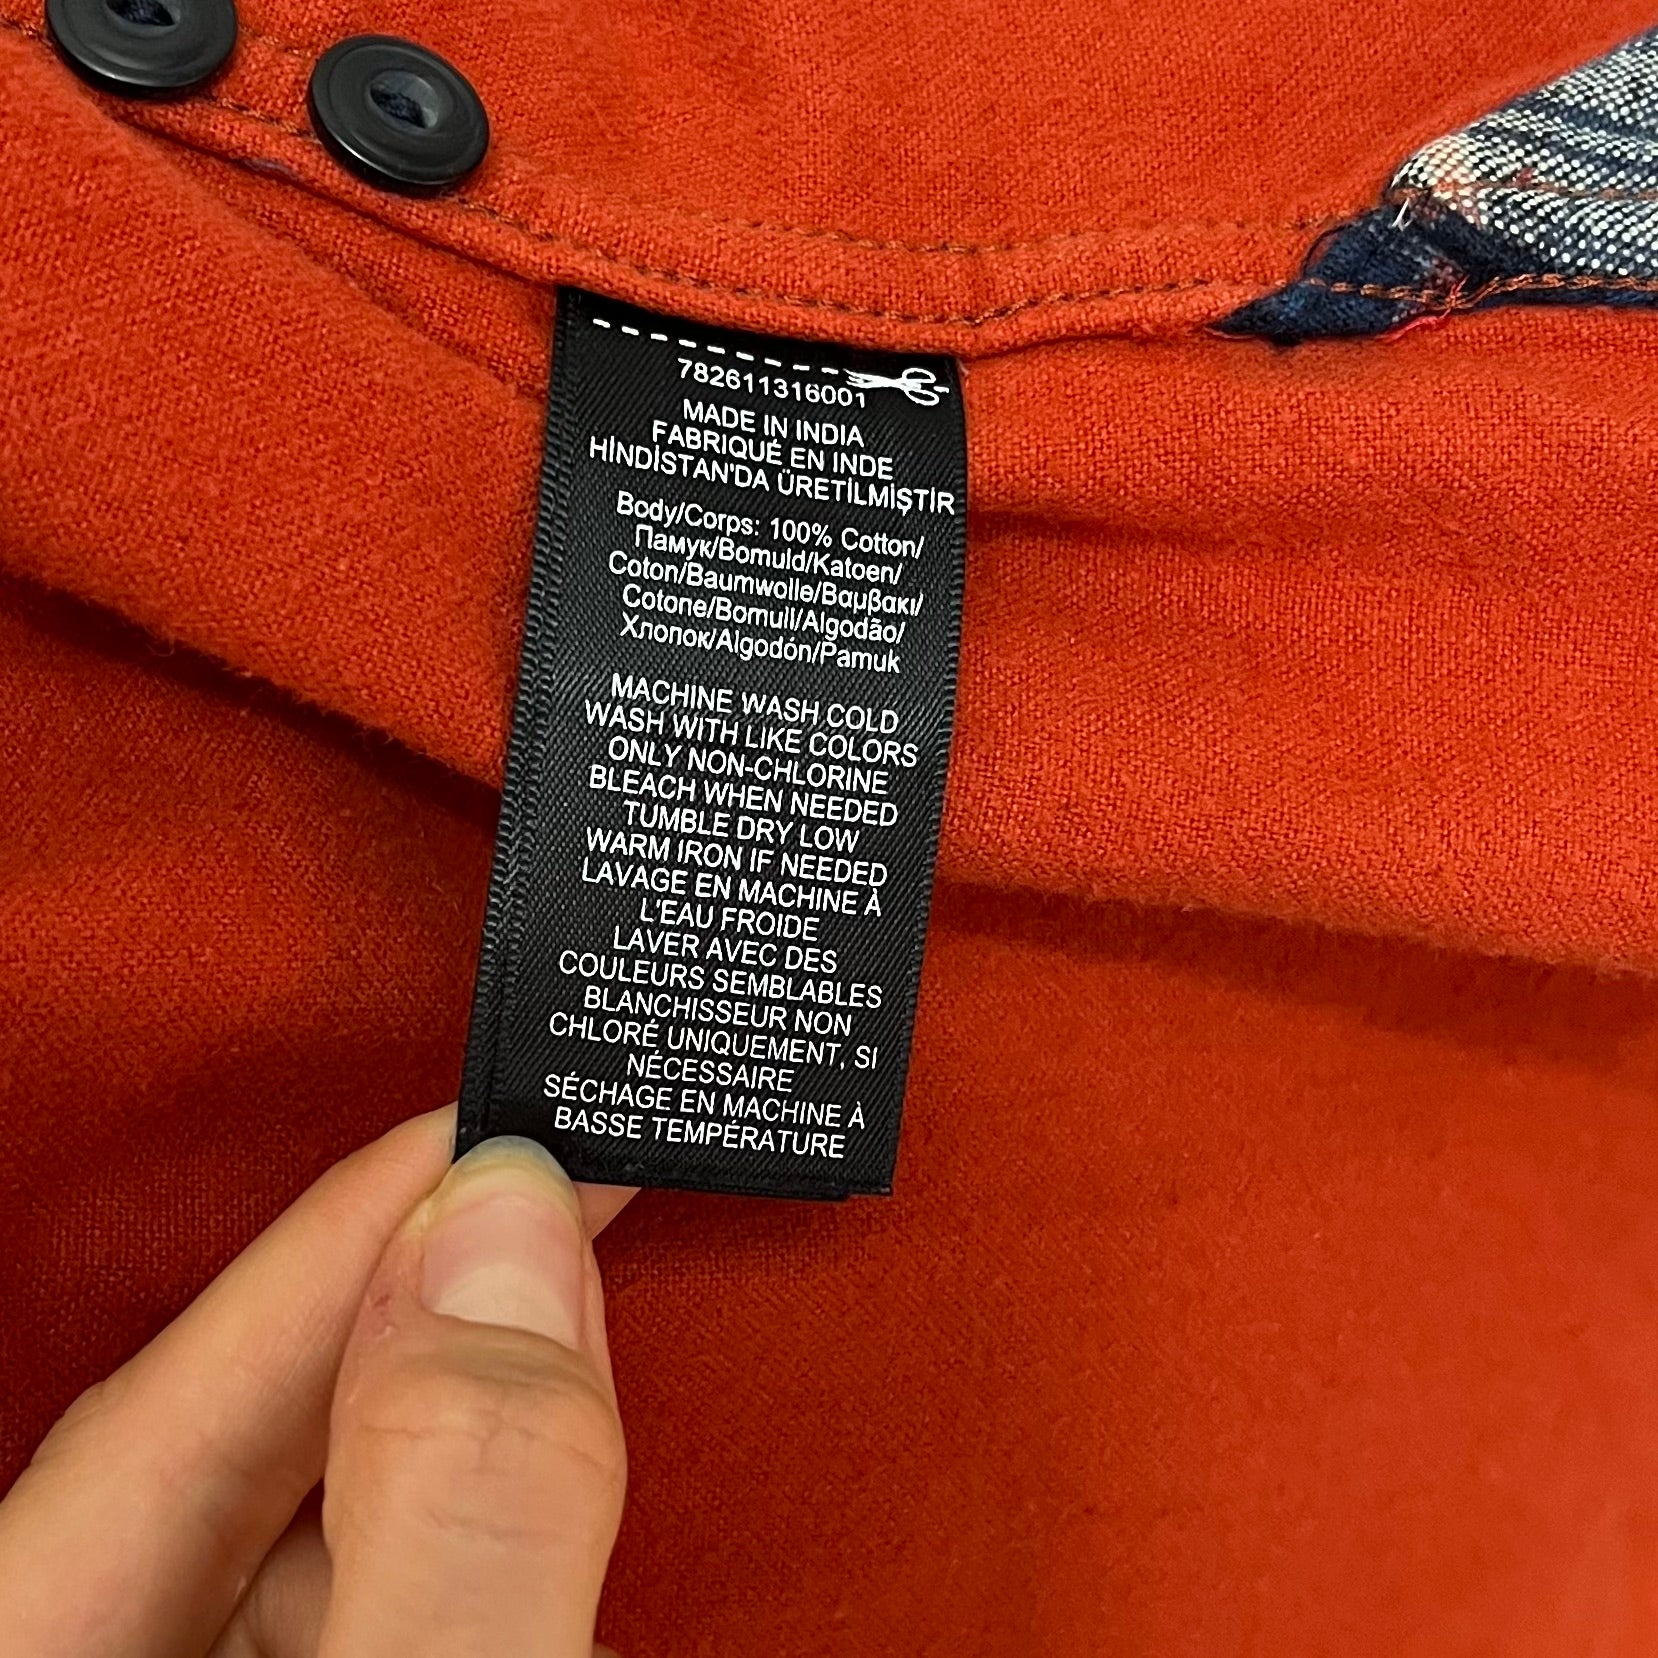 782611316001
MADE IN INDIA
FABRIQUÉ EN INDE
HİNDİSTAN'DA ÜRETİLMİŞTİR
Body/Corps: 100% Cotton/
Памук/Bomuld/Katoen/
Coton/Baumwolle/Βαμβακι/
Cotone/Bomull/Algodão/
Хлопок/Algodón/Pamuk
MACHINE WASH COLD
WASH WITH LIKE COLORS
ONLY NON-CHLORINE
BLEACH WHEN NEEDED
TUMBLE DRY LOW
WARM IRON IF NEEDED
LAVAGE EN MACHINE À
L'EAU FROIDE
LAVER AVEC DES
COULEURS SEMBLABLES
BLANCHISSEUR NON
CHLORÉ UNIQUEMENT, SI
NÉCESSAIRE
SÉCHAGE EN MACHINE À
BASSE TEMPÉRATURE